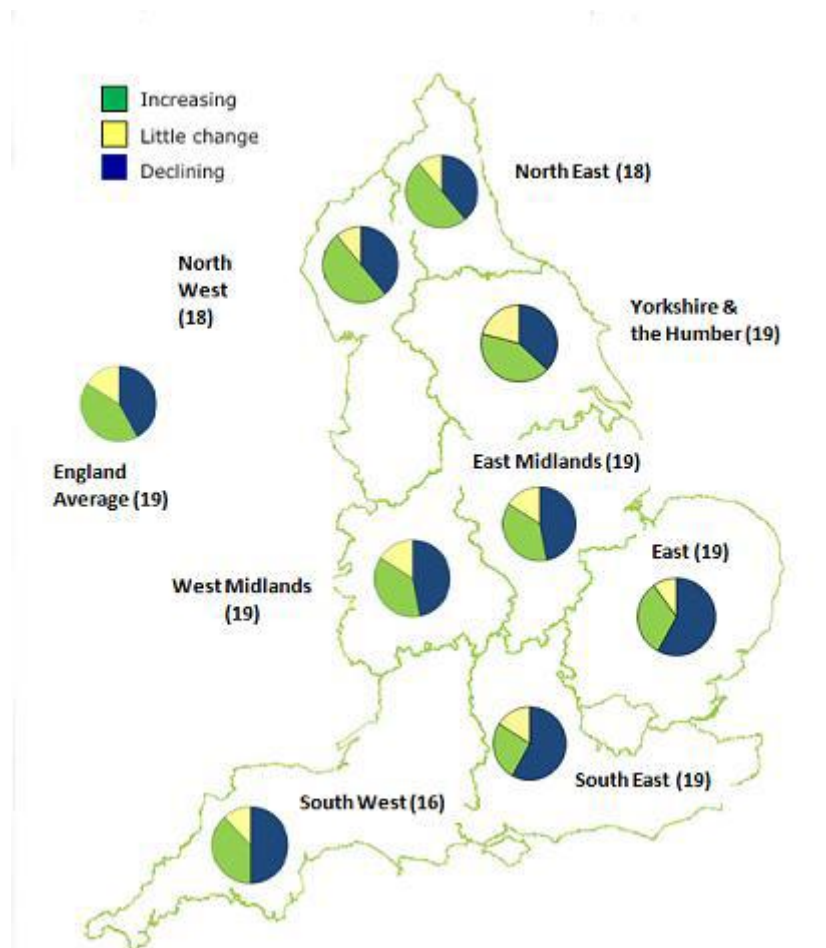 Increasing
Little change
Declining
North East (18)
North
West
(18)
Yorkshire &
the Humber (19)
England
Average (19)
East Midlands (19)
East (19)
West Midlands
(19)
South East (19)
South West (16)